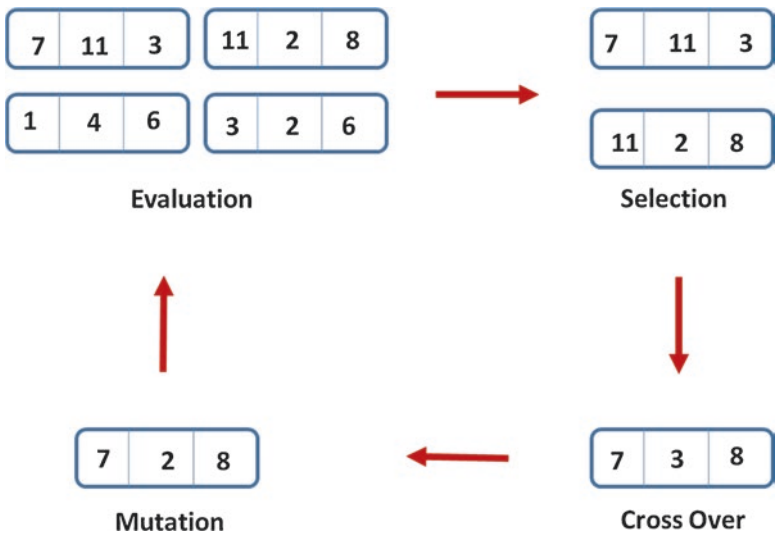 7 11 3 11 2 8 7 11 3
1 4 6 3 2 6 11 2 8
Evaluation Selection
7 2 8 7 3 8
Mutation Cross Over